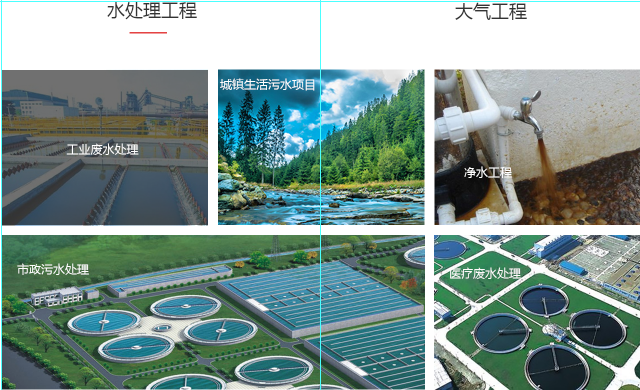 水处理工程
大气工程
城镇生活污水项目
工业废水处理
净水工程
市政污水处理
医疗废水处理